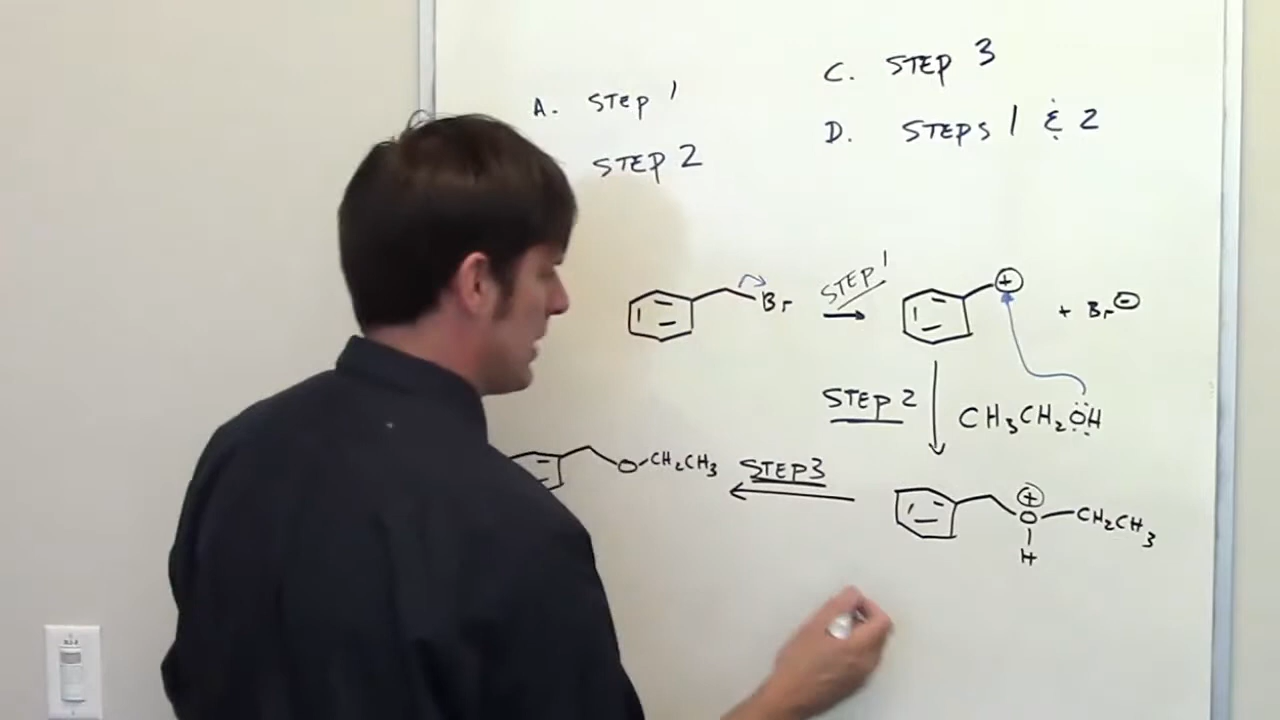 A. STEP 1
STEP 2
C. STEP 3
D. STEPS 1 & 2
Br
STEP 1
+
+ Br⊖
STEP 2
CH3CH2ÖH
O-CH2CH3
STEP 3
+
O-CH2CH3
H